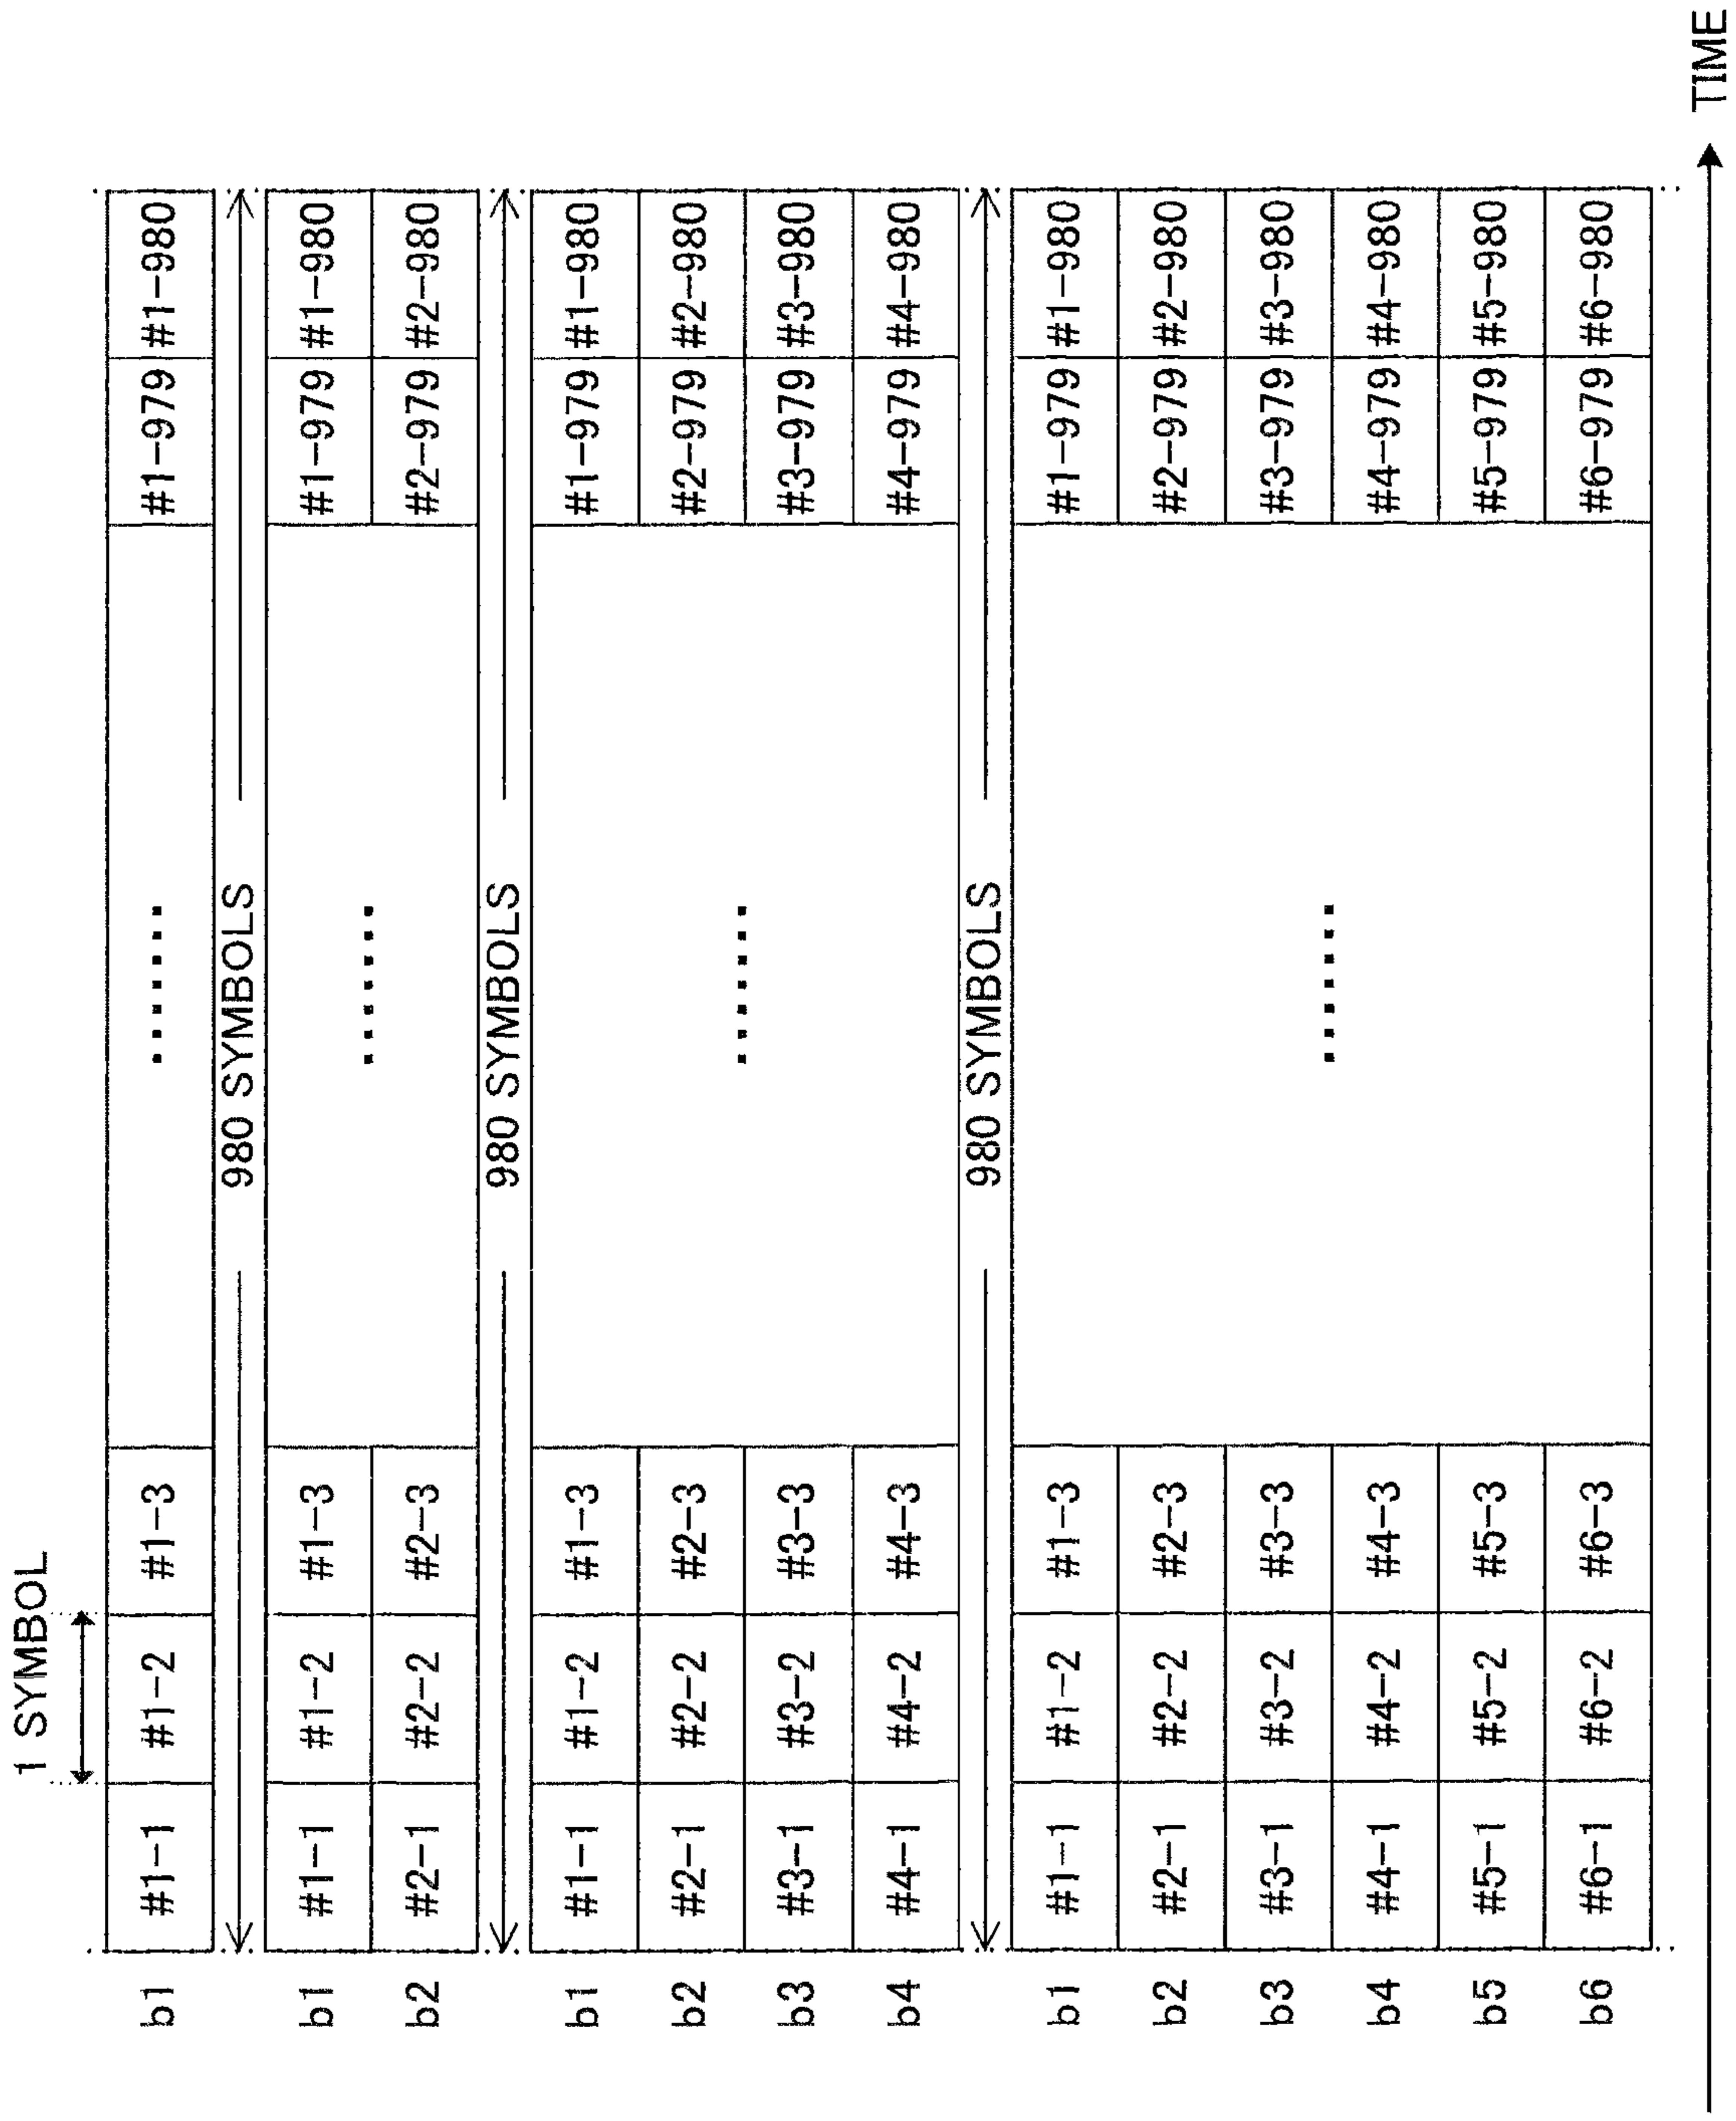 1 SYMBOL
b1 #1-1 #1-2 #1-3 ....... #1-979 #1-980
980 SYMBOLS
b1 #1-1 #1-2 #1-3 ....... #1-979 #1-980
b2 #2-1 #2-2 #2-3 #2-979 #2-980
980 SYMBOLS
b1 #1-1 #1-2 #1-3 #1-979 #1-980
b2 #2-1 #2-2 #2-3 ....... #2-979 #2-980
b3 #3-1 #3-2 #3-3 #3-979 #3-980
b4 #4-1 #4-2 #4-3 #4-979 #4-980
980 SYMBOLS
b1 #1-1 #1-2 #1-3 #1-979 #1-980
b2 #2-1 #2-2 #2-3 #2-979 #2-980
b3 #3-1 #3-2 #3-3 ....... #3-979 #3-980
b4 #4-1 #4-2 #4-3 #4-979 #4-980
b5 #5-1 #5-2 #5-3 #5-979 #5-980
b6 #6-1 #6-2 #6-3 #6-979 #6-980
TIME